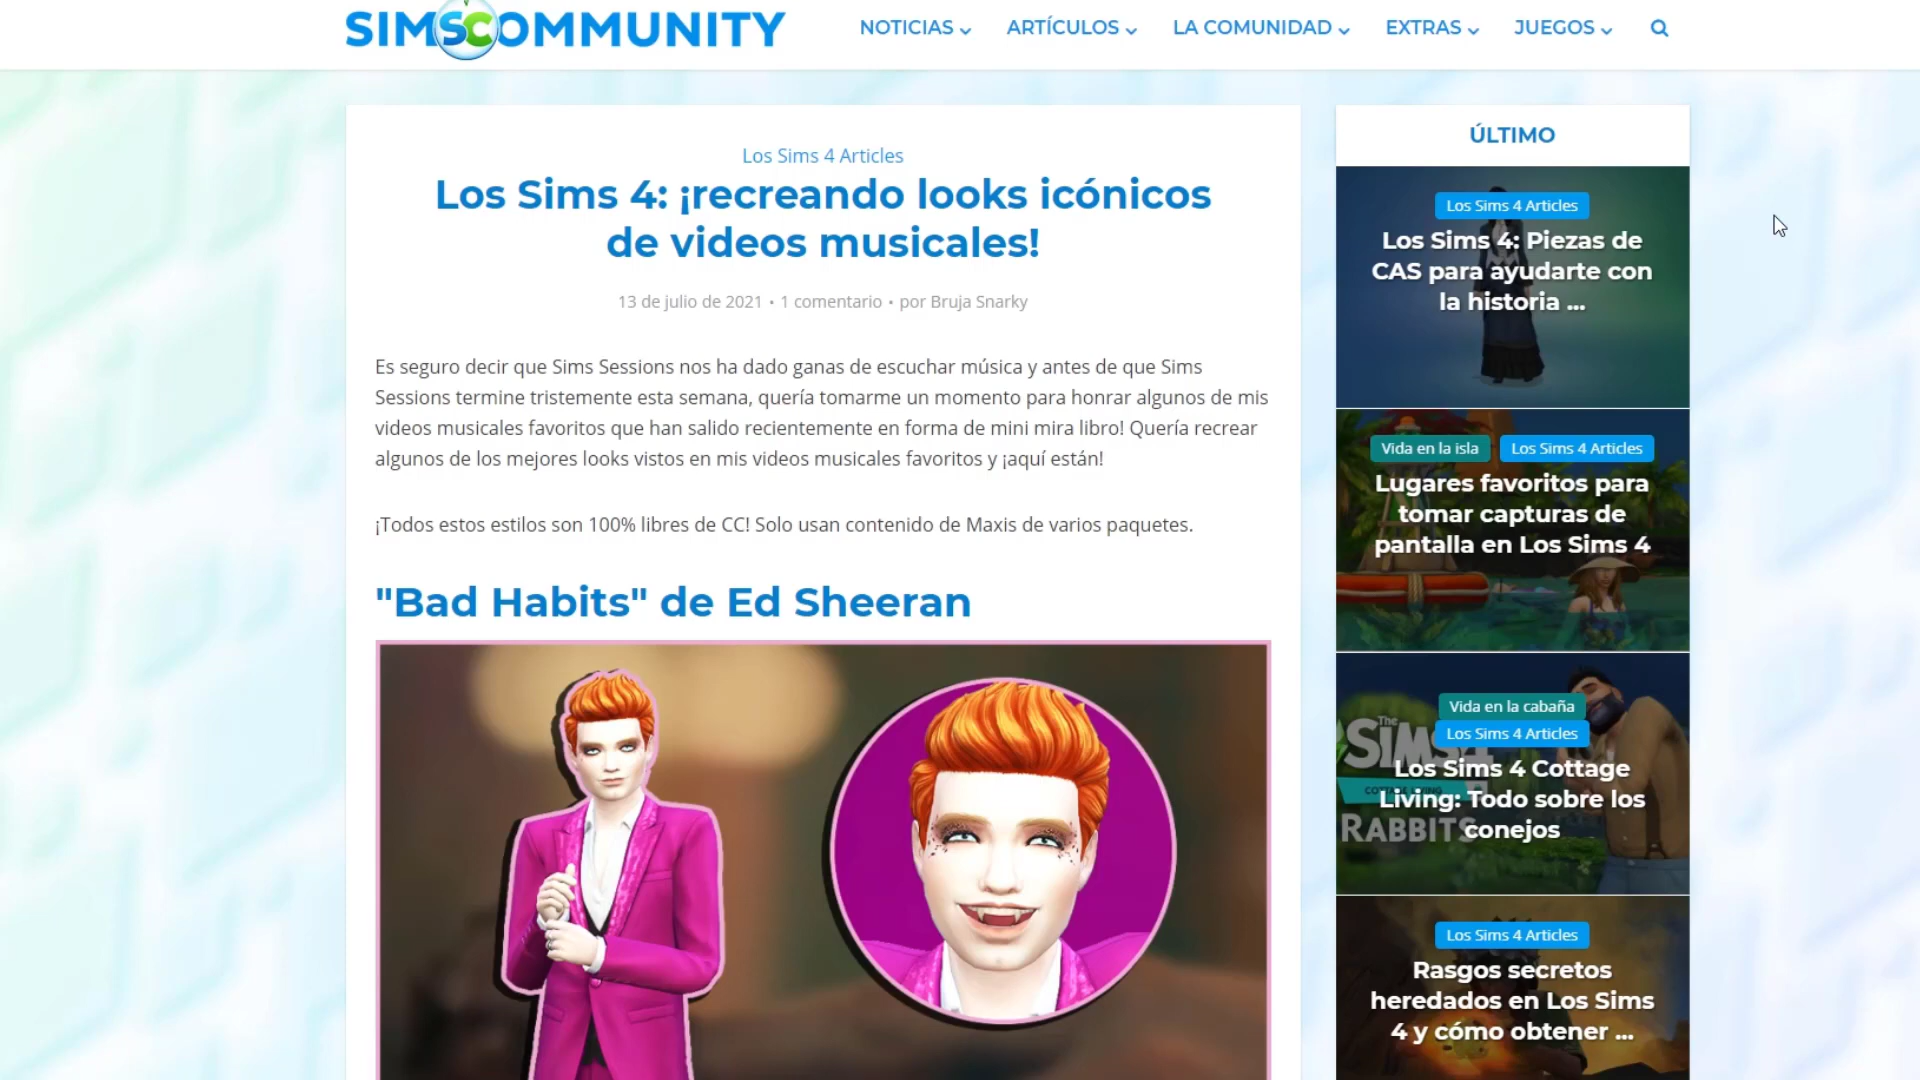 SIMSCOMMUNITY
NOTICIAS
ARTÍCULOS
LA COMUNIDAD
EXTRAS
JUEGOS
Los Sims 4 Articles
Los Sims 4: ¡recreando looks icónicos
de videos musicales!
13 de julio de 2021 • 1 comentario • por Bruja Snarky
Es seguro decir que Sims Sessions nos ha dado ganas de escuchar música y antes de que Sims
Sessions termine tristemente esta semana, quería tomarme un momento para honrar algunos de mis
videos musicales favoritos que han salido recientemente en forma de mini mira libro! Quería recrear
algunos de los mejores looks vistos en mis videos musicales favoritos y ¡aquí están!
¡Todos estos estilos son 100% libres de CC! Solo usan contenido de Maxis de varios paquetes.
"Bad Habits" de Ed Sheeran
ÚLTIMO
Los Sims 4 Articles
Los Sims 4: Piezas de
CAS para ayudarte con
la historia ...
Vida en la isla
Los Sims 4 Articles
Lugares favoritos para
tomar capturas de
pantalla en Los Sims 4
Vida en la cabaña
Los Sims 4 Articles
The
SIMS 4
COTTAGE LIVING
RABBITS
Los Sims 4 Cottage
Living: Todo sobre los
conejos
Los Sims 4 Articles
Rasgos secretos
heredados en Los Sims
4 y cómo obtener ...